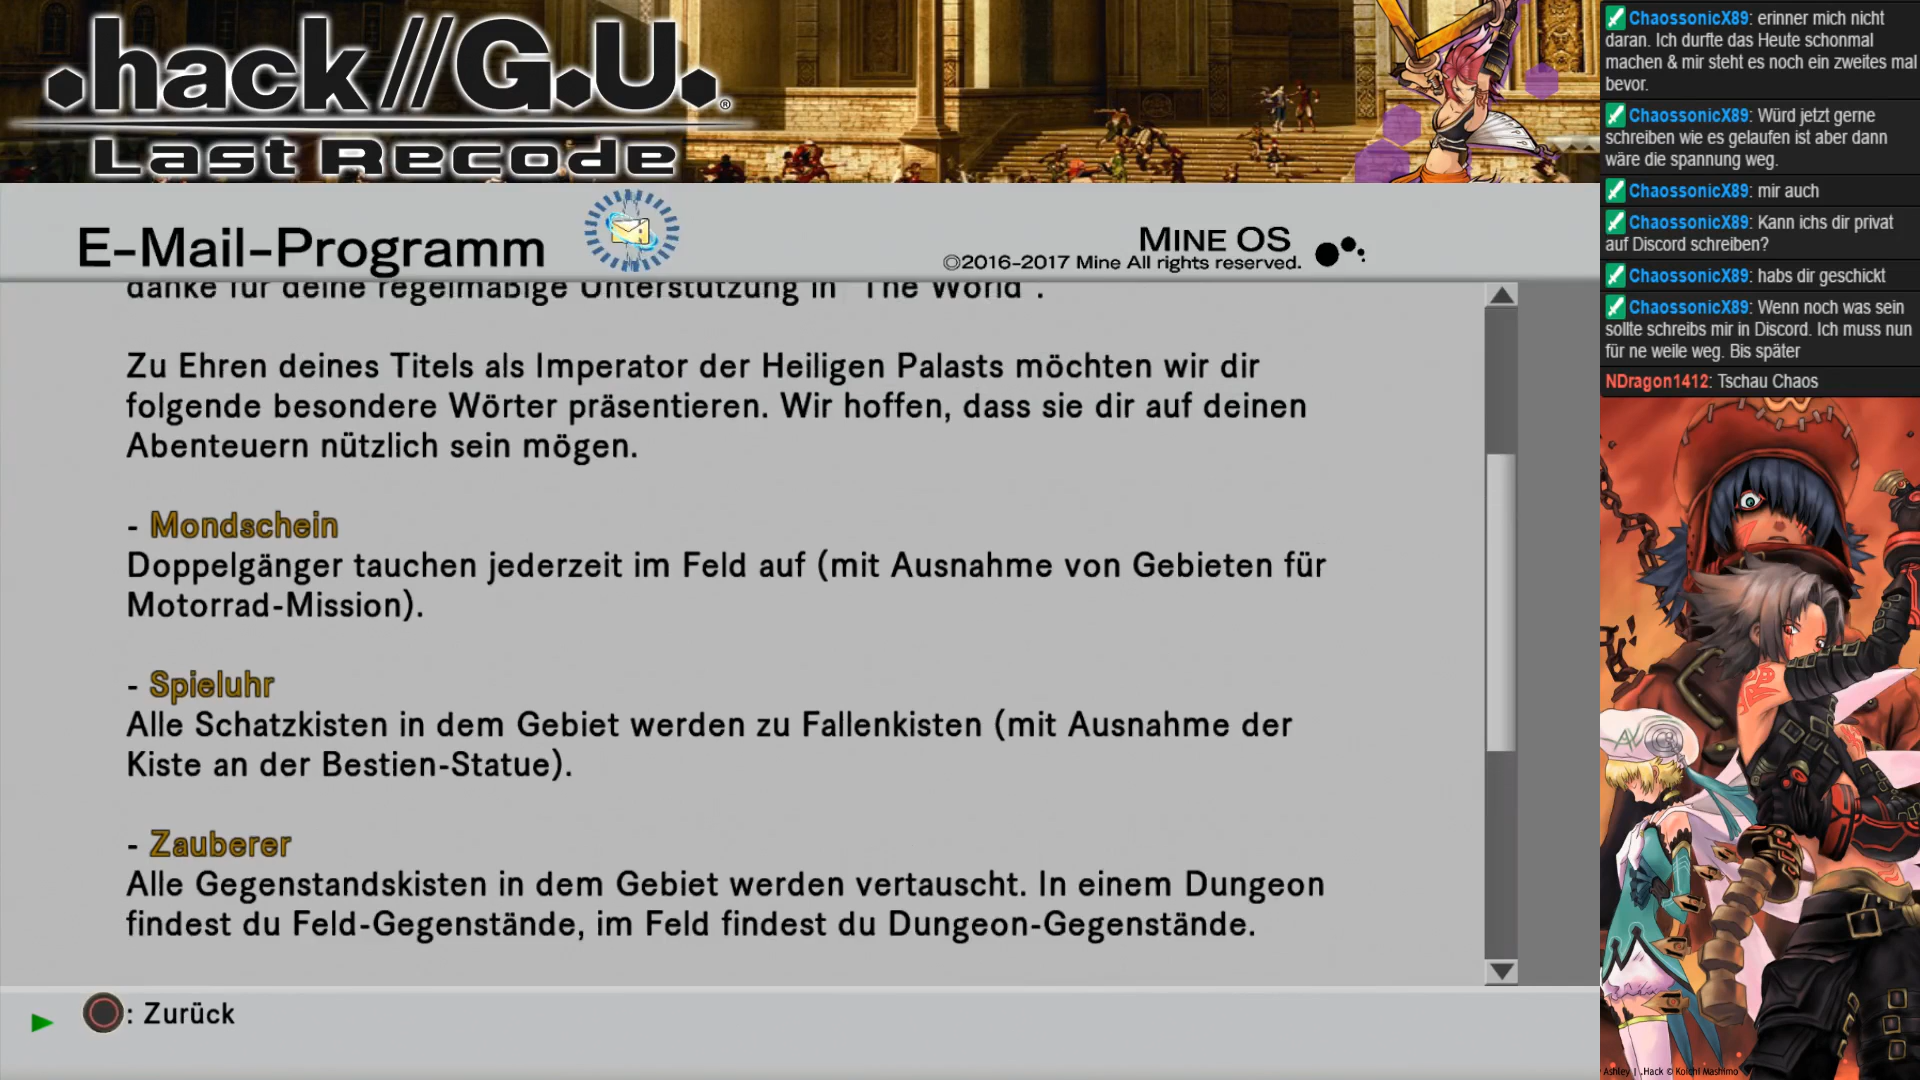 .hack//G.U.®
Last Recode
E-Mail-Programm
MINE OS
©2016-2017 Mine All rights reserved.
danke für deine regelmäßige Unterstützung in "The World".
Zu Ehren deines Titels als Imperator der Heiligen Palasts möchten wir dir
folgende besondere Wörter präsentieren. Wir hoffen, dass sie dir auf deinen
Abenteuern nützlich sein mögen.
- Mondschein
Doppelgänger tauchen jederzeit im Feld auf (mit Ausnahme von Gebieten für
Motorrad-Mission).
- Spieluhr
Alle Schatzkisten in dem Gebiet werden zu Fallenkisten (mit Ausnahme der
Kiste an der Bestien-Statue).
- Zauberer
Alle Gegenstandskisten in dem Gebiet werden vertauscht. In einem Dungeon
findest du Feld-Gegenstände, im Feld findest du Dungeon-Gegenstände.
: Zurück
ChaossonicX89: erinner mich nicht
daran. Ich durfte das Heute schonmal
machen & mir steht es noch ein zweites mal
bevor.
ChaossonicX89: Würd jetzt gerne
schreiben wie es gelaufen ist aber dann
wäre die spannung weg.
ChaossonicX89: mir auch
ChaossonicX89: Kann ichs dir privat
auf Discord schreiben?
ChaossonicX89: habs dir geschickt
ChaossonicX89: Wenn noch was sein
sollte schreibs mir in Discord. Ich muss nun
für ne weile weg. Bis später
NDragon1412: Tschau Chaos
Ashley | .Hack © Koichi Mashimo